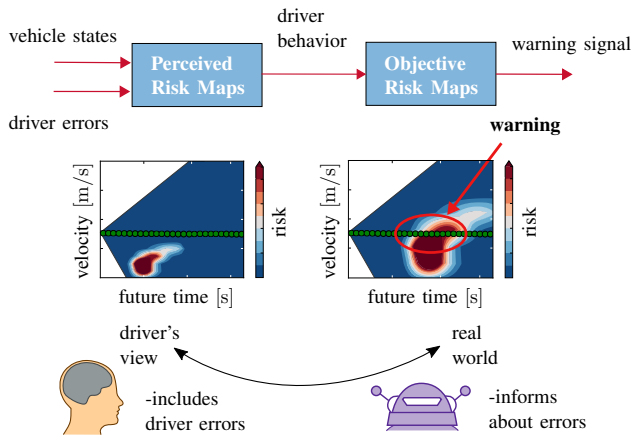 vehicle states
driver errors
Perceived
Risk Maps
driver
behavior
Objective
Risk Maps
warning signal
warning
velocity [m/s]
future time [s]
risk
velocity [m/s]
future time [s]
risk
driver's
view
real
world
-includes
driver errors
-informs
about errors